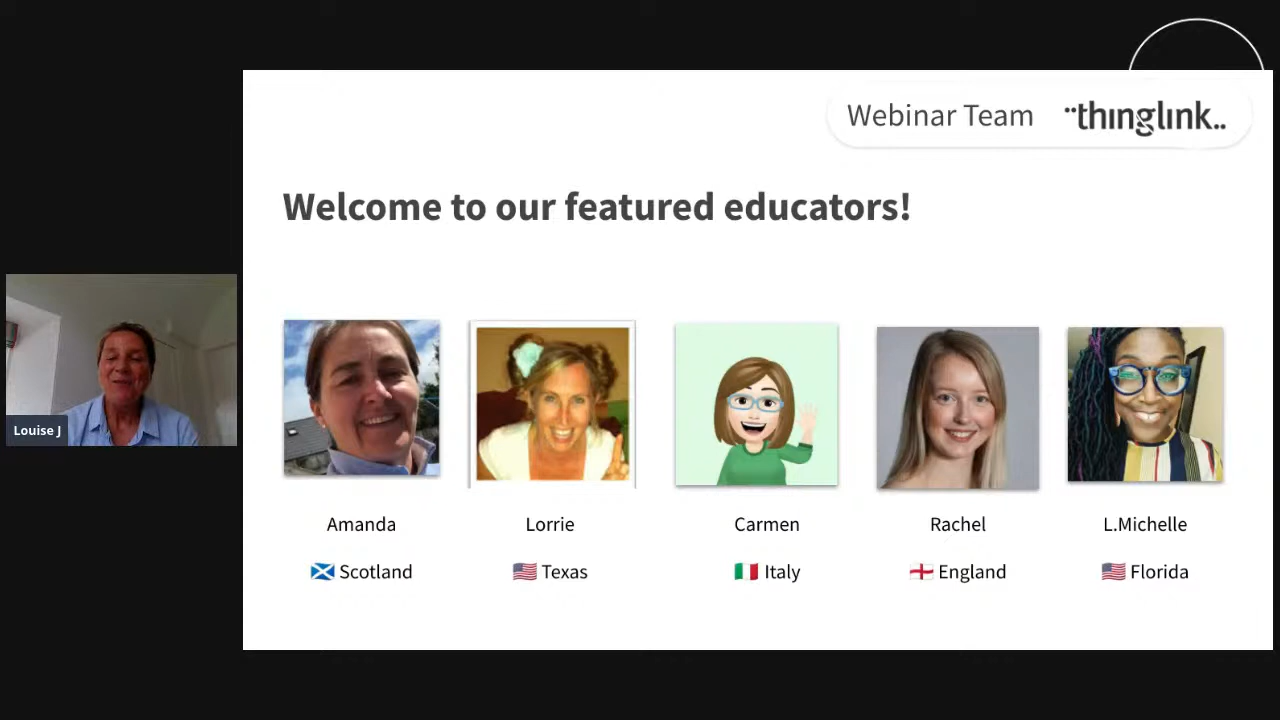 Webinar Team ¨thinglink..
Welcome to our featured educators!
Louise J
Amanda
Lorrie
Carmen
Rachel
L.Michelle
Scotland
Texas
Italy
England
Florida